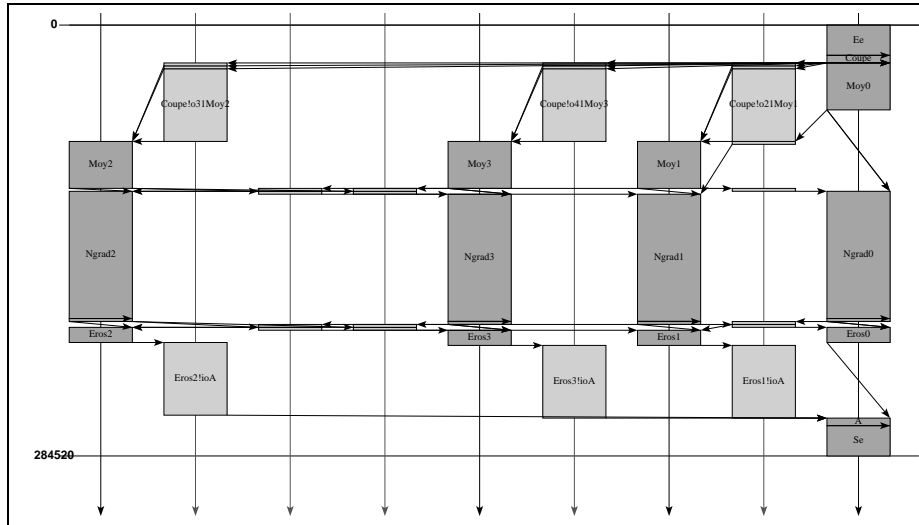 0
Ee
Coupe
Moy0
Coupe!o31Moy2
Coupe!o41Moy3
Coupe!o21Moy1
Moy2
Moy3
Moy1
Ngrad2
Ngrad3
Ngrad1
Ngrad0
Eros2
Eros3
Eros1
Eros0
Eros2!ioA
Eros3!ioA
Eros1!ioA
A
Se
284520